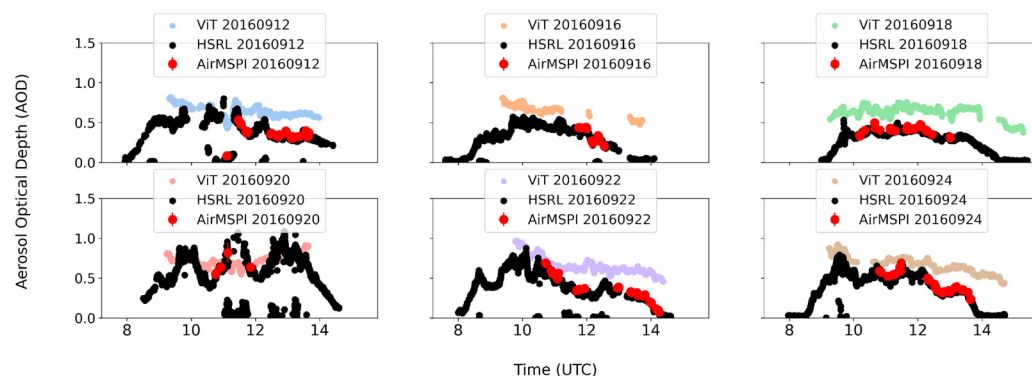 ViT 20160912
HSRL 20160912
AirMSPI 20160912
ViT 20160916
HSRL 20160916
AirMSPI 20160916
ViT 20160918
HSRL 20160918
AirMSPI 20160918
1.5
1.0
0.5
0.0
ViT 20160920
HSRL 20160920
AirMSPI 20160920
ViT 20160922
HSRL 20160922
AirMSPI 20160922
ViT 20160924
HSRL 20160924
AirMSPI 20160924
1.5
1.0
0.5
0.0
8 10 12 14
8 10 12 14
8 10 12 14
Aerosol Optical Depth (AOD)
Time (UTC)